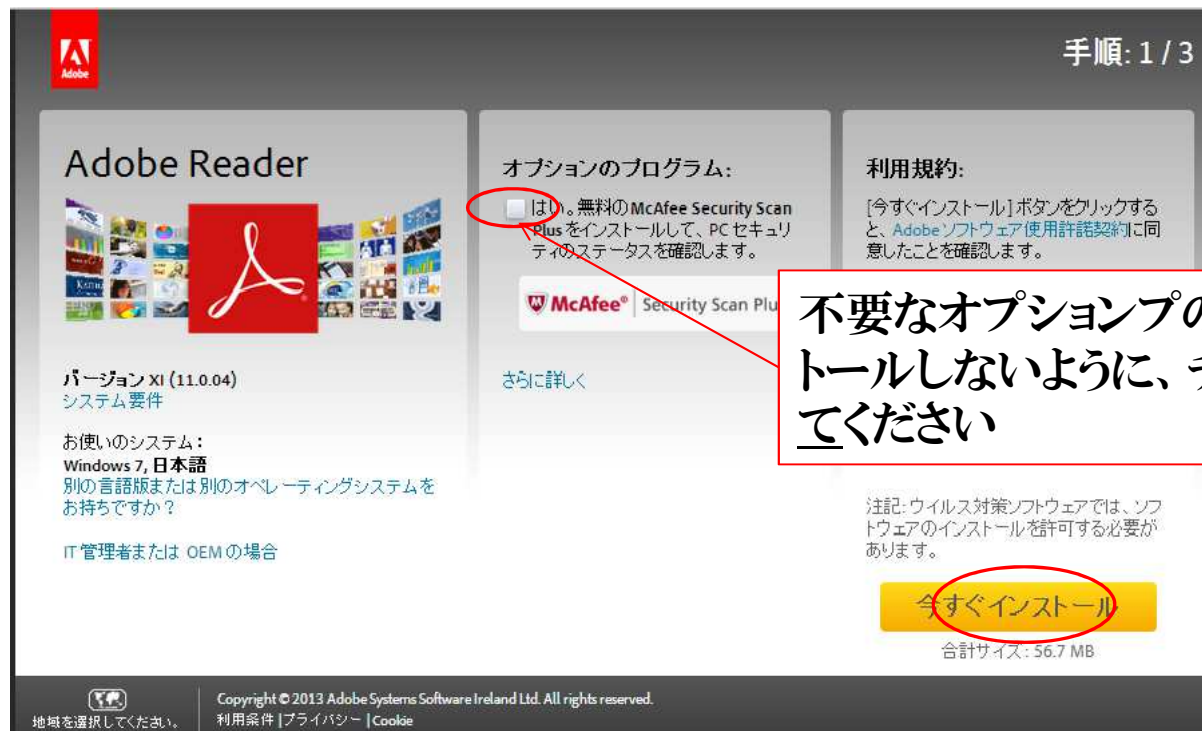 Adobe
手順: 1 / 3
Adobe Reader
バージョン XI (11.0.04)
システム要件
お使いのシステム:
Windows 7, 日本語
別の言語版または別のオペレーティングシステムを
お持ちですか?
IT 管理者または OEM の場合
オプションのプログラム:
はい。無料の McAfee Security Scan
Plus をインストールして、PC セキュリ
ティのステータスを確認します。
McAfee® Security Scan Plu
さらに詳しく
利用規約:
[今すぐインストール] ボタンをクリックする
と、Adobe ソフトウェア使用許諾契約に同
意したことを確認します。
不要なオプションプの
トールしないように、チ
てください
注記: ウイルス対策ソフトウェアでは、ソフ
トウェアのインストールを許可する必要が
あります。
今すぐインストール
合計サイズ: 56.7 MB
地域を選択してください。
Copyright © 2013 Adobe Systems Software Ireland Ltd. All rights reserved.
利用条件 | プライバシー | Cookie